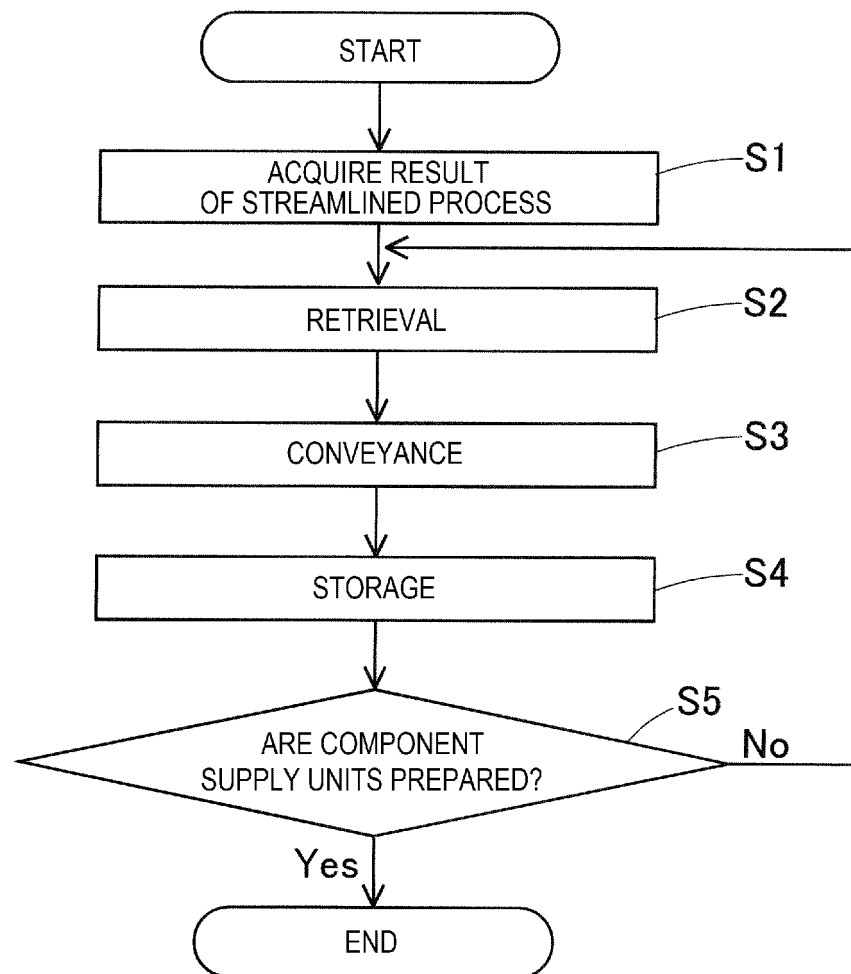 START
ACQUIRE RESULT
OF STREAMLINED PROCESS
S1
RETRIEVAL
S2
CONVEYANCE
S3
STORAGE
S4
ARE COMPONENT
SUPPLY UNITS PREPARED?
S5
No
Yes
END